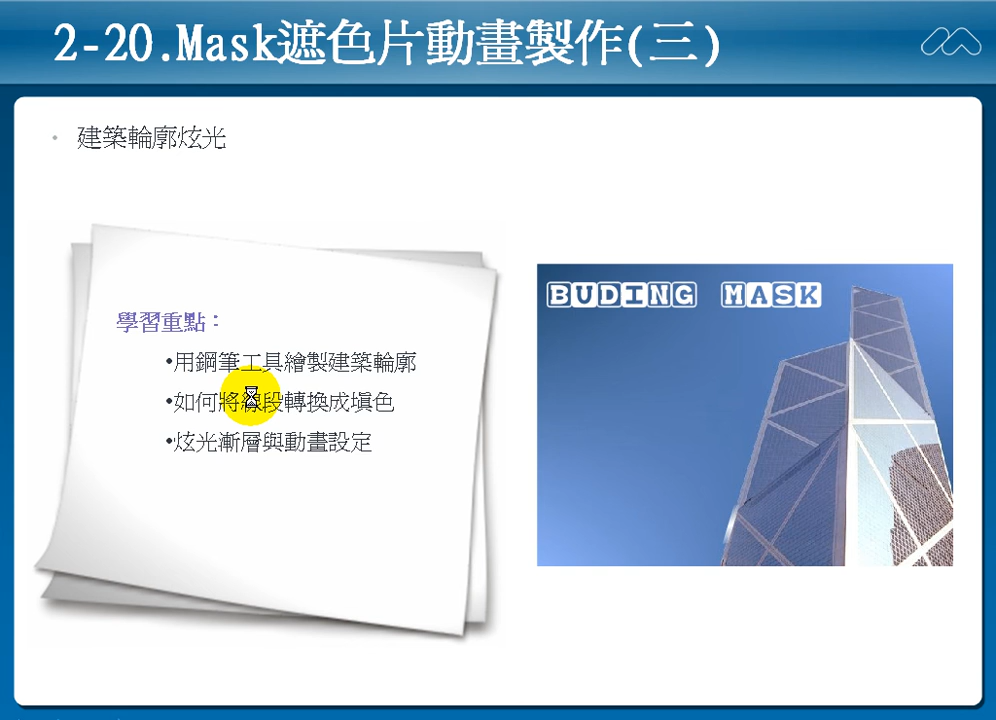 2-20.Mask遮色片動畫製作(三)
• 建築輪廓炫光
學習重點：
•用鋼筆工具繪製建築輪廓
•如何將線段轉換成塡色
•炫光漸層與動畫設定
BUDING MASK